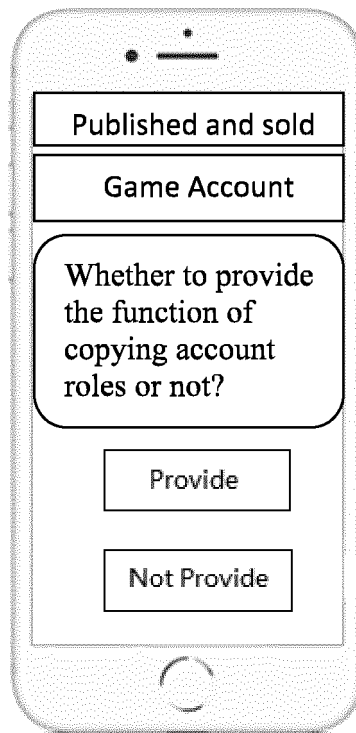 Published and sold
Game Account
Whether to provide
the function of
copying account
roles or not?
Provide
Not Provide